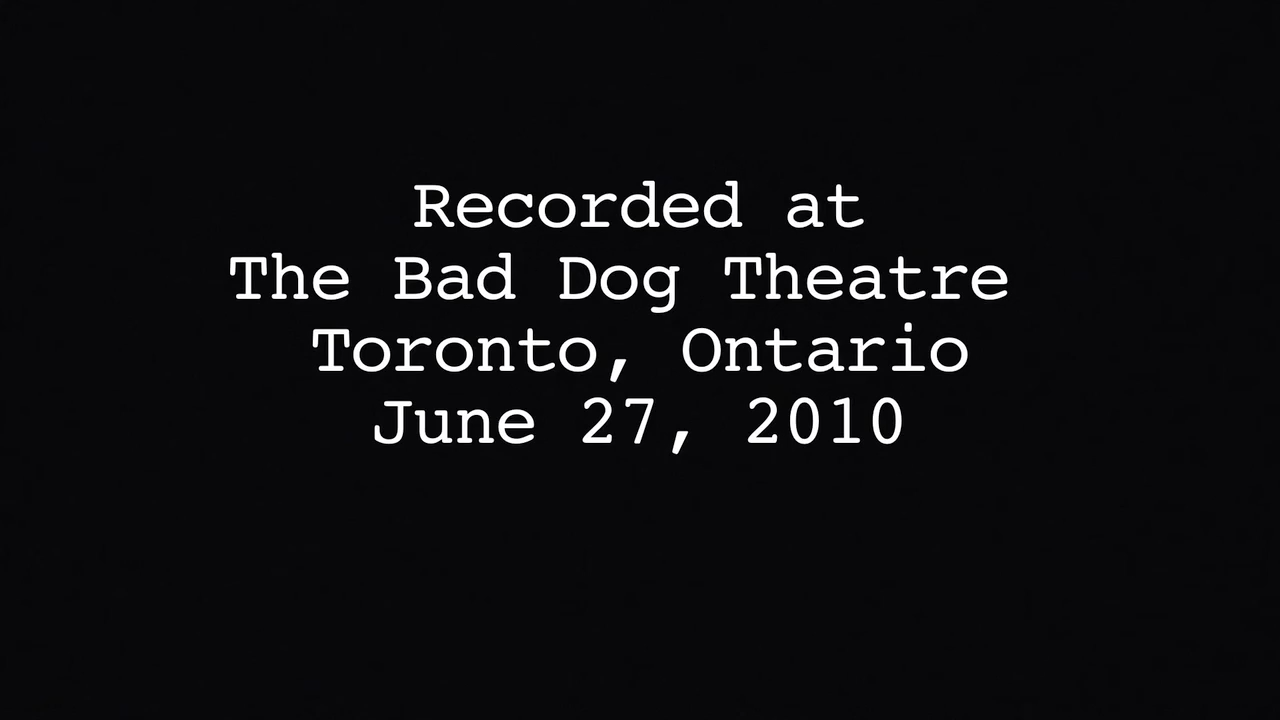 Recorded at
The Bad Dog Theatre
Toronto, Ontario
June 27, 2010